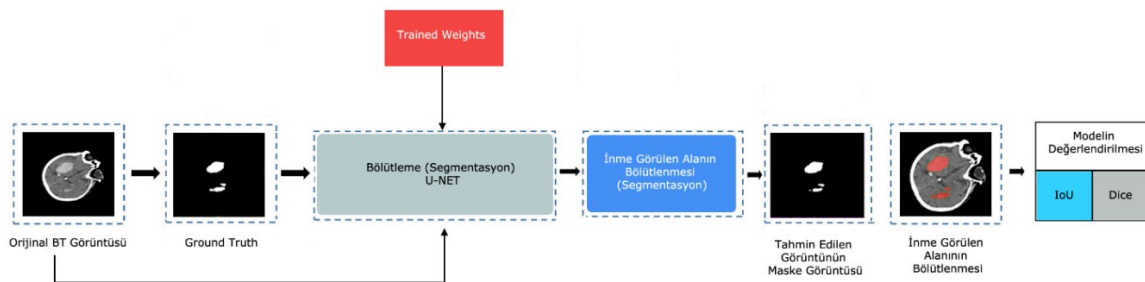 Trained Weights
Bölütleme (Segmentasyon)
U-NET
İnme Görülen Alanın
Bölütlenmesi
(Segmentasyon)
Modelin
Değerlendirilmesi
IoU
Dice
Orijinal BT Görüntüsü
Ground Truth
Tahmin Edilen
Görüntünün
Maske Görüntüsü
İnme Görülen
Alanının
Bölütlenmesi